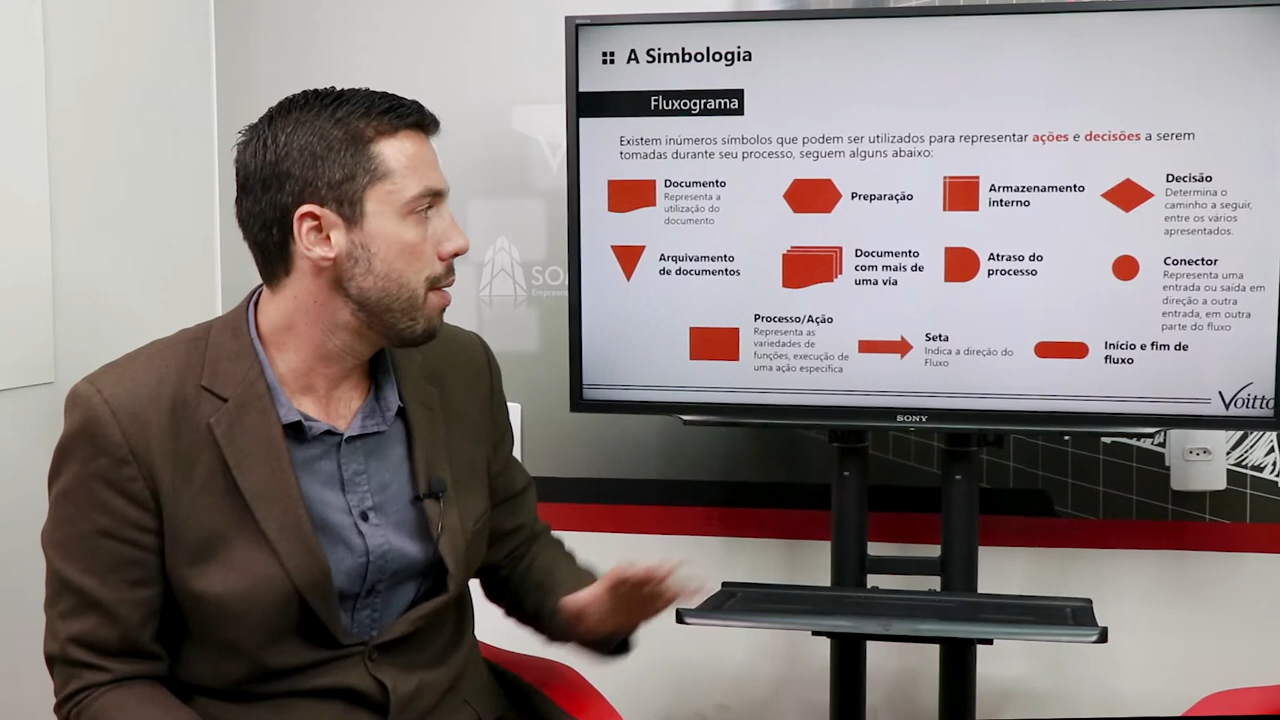 A Simbologia
Fluxograma
Existem inúmeros símbolos que podem ser utilizados para representar ações e decisões a serem
tomadas durante seu processo, seguem alguns abaixo:
Documento
Representa a
utilização do
documento
Preparação
Armazenamento
interno
Decisão
Determina o
caminho a seguir,
entre os vários
apresentados.
Arquivamento
de documentos
Documento
com mais de
uma via
Atraso do
processo
Conector
Representa uma
entrada ou saída em
direção a outra
entrada, em outra
parte do fluxo
Processo/Ação
Representa as
variedades de
funções, execução de
uma ação especifica
Seta
Indica a direção do
Fluxo
Início e fim de
fluxo
Voitto
SONY